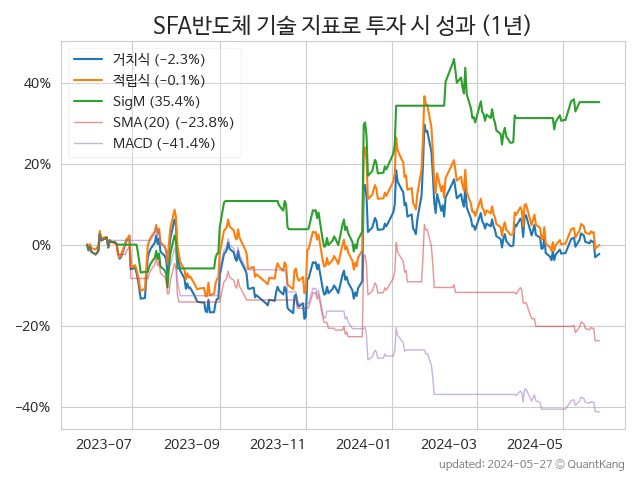 SFA반도체 기술 지표로 투자 시 성과 (1년)
거치식 (−2.3%)
적립식 (−0.1%)
SigM (35.4%)
SMA(20) (−23.8%)
MACD (−41.4%)
40%
20%
0%
−20%
−40%
2023−07 2023−09 2023−11 2024−01 2024−03 2024−05
updated: 2024−05−27 © QuantKang